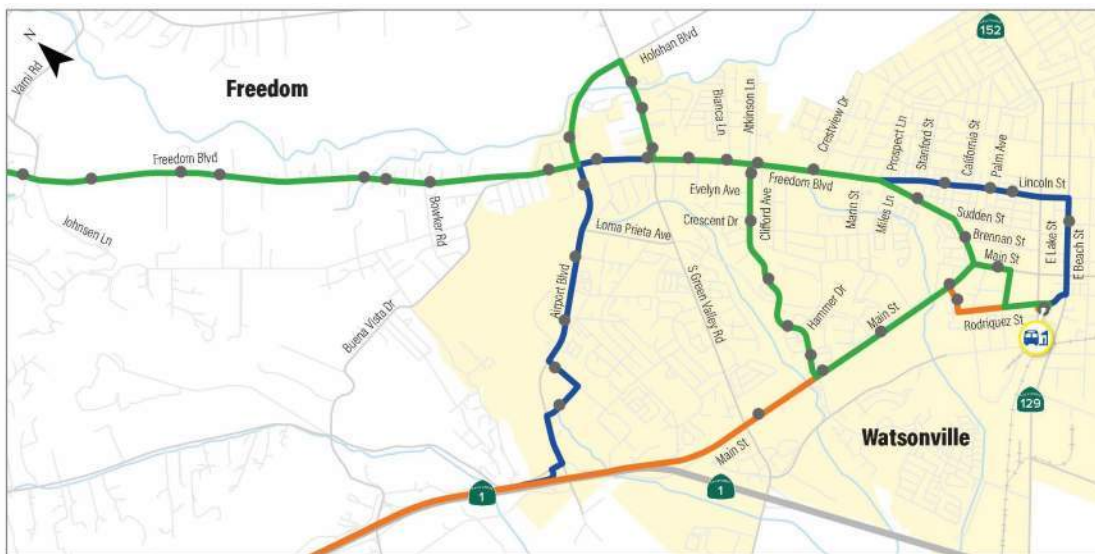 N
152
Varni Rd
Freedom
Holohan Blvd
Freedom Blvd
Bianca Ln
Atkinson Ln
Crestview Dr
Prospect Ln
Stanford St
California St
Palm Ave
Lincoln St
Johnsen Ln
Bowker Rd
Evelyn Ave
Freedom Blvd
Crescent Dr
Clifford Ave
Marin St
Miles Ln
Sudden St
Brennan St
Main St
E Lake St
E Beach St
Loma Prieta Ave
Airport Blvd
S Green Valley Rd
Buena Vista Dr
Hammer Dr
Main St
Rodriquez St
129
Watsonville
Main St
1
1